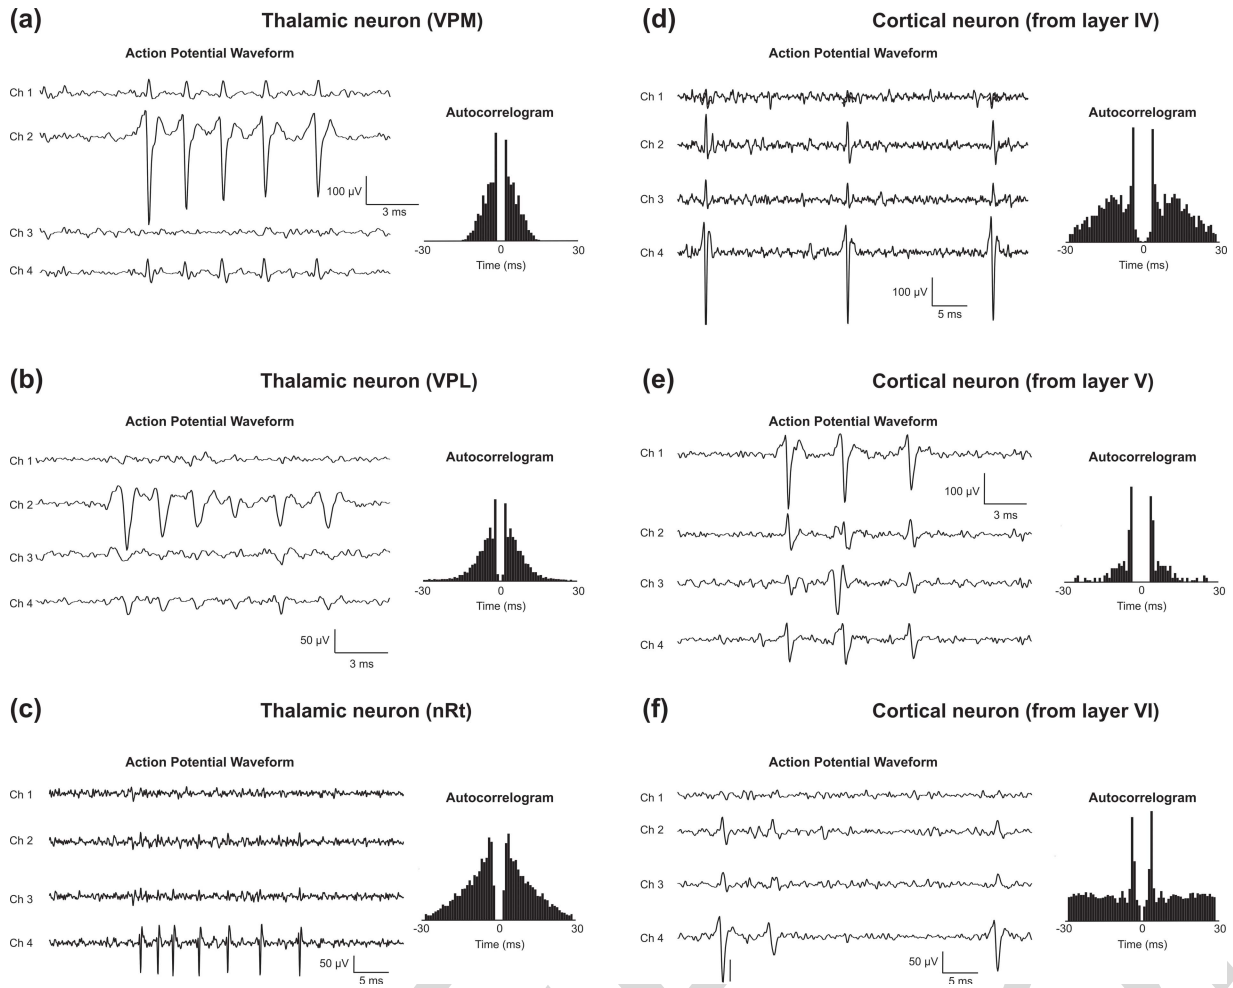 (a) Thalamic neuron (VPM)
Action Potential Waveform
Ch 1
Autocorrelogram
Ch 2
100 µV
3 ms
Ch 3
-30 0 30
Time (ms)
Ch 4
(b) Thalamic neuron (VPL)
Action Potential Waveform
Ch 1
Autocorrelogram
Ch 2
Ch 3
-30 0 30
Ch 4
Time (ms)
50 µV
3 ms
(c) Thalamic neuron (nRt)
Action Potential Waveform
Ch 1
Autocorrelogram
Ch 2
Ch 3
-30 0 30
Ch 4
Time (ms)
50 µV
5 ms
(d) Cortical neuron (from layer IV)
Action Potential Waveform
Ch 1
Autocorrelogram
Ch 2
Ch 3
Ch 4
-30 0 30
Time (ms)
100 µV
5 ms
(e) Cortical neuron (from layer V)
Action Potential Waveform
Ch 1
Autocorrelogram
100 µV
3 ms
Ch 2
Ch 3
-30 0 30
Time (ms)
Ch 4
(f) Cortical neuron (from layer VI)
Action Potential Waveform
Ch 1
Autocorrelogram
Ch 2
Ch 3
-30 0 30
Ch 4
Time (ms)
50 µV
5 ms